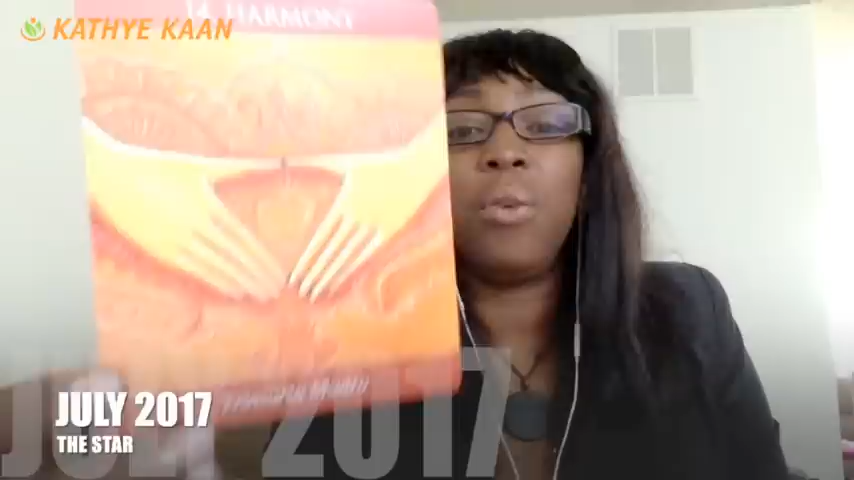 14. HARMONY
KATHYE KAAN
JULY 2017
JULY 2017
THE STAR